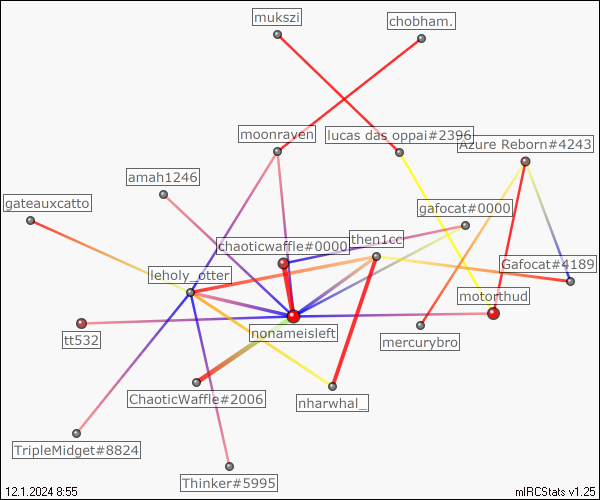 mukszi
chobham.
moonraven
lucas das oppai#2396
Azure Reborn#4243
amah1246
gateauxcatto
gafocat#0000
then1cc
chaoticwaffle#0000
Gafocat#4189
leholy_otter
motorthud
nonameisleft
tt532
mercurybro
ChaoticWaffle#2006
nharwhal_
TripleMidget#8824
Thinker#5995
12.1.2024 8:55
mIRCStats v1.25